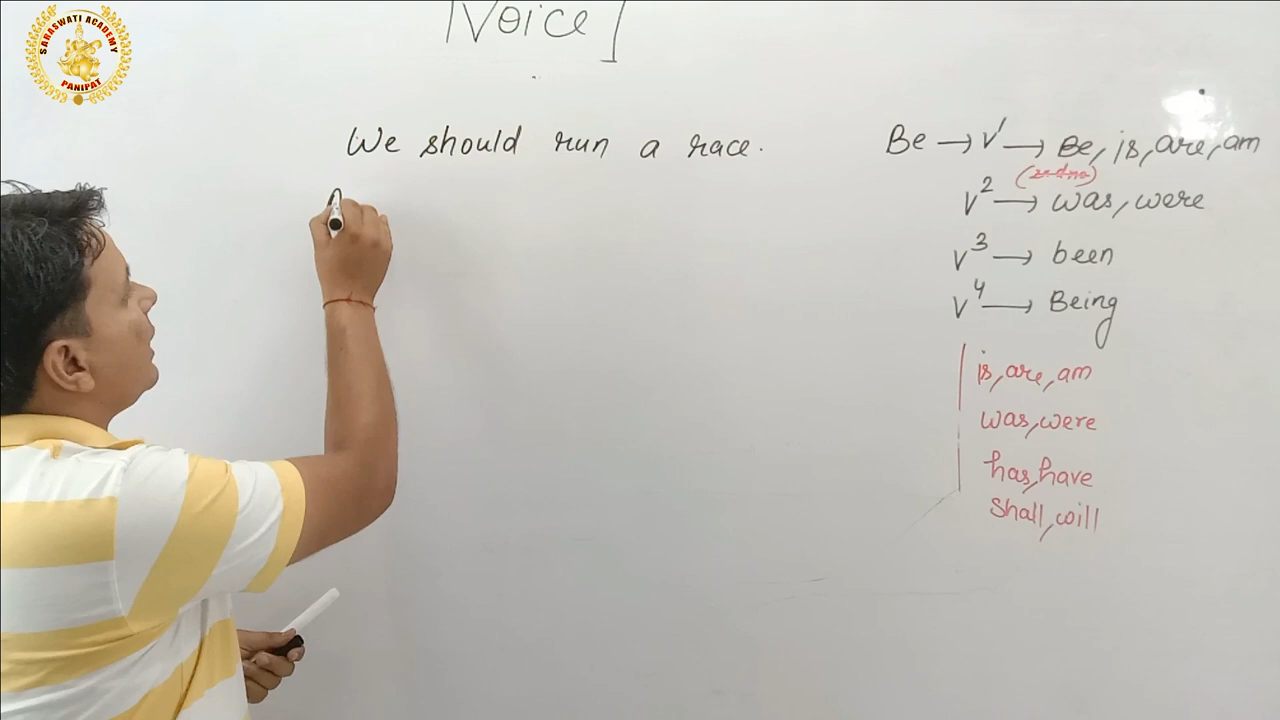 SARASWATI ACADEMY
PANIPAT
[Voice]
We should run a race.
Be → V¹ → Be, is, are, am
V² → was, were
V³ → been
V⁴ → Being
is, are, am
was, were
has, have
Shall, will